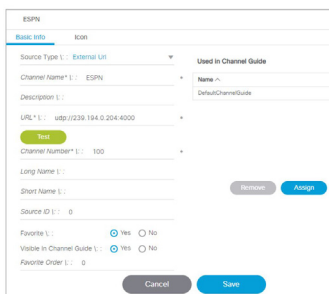 ESPN
Basic Info Icon
Source Type \: : External Url
Used in Channel Guide
Channel Name* \: : ESPN *
Name
Description \: :
DefaultChannelGuide
URL* \: : udp://239.194.0.204:4000 *
Test
Channel Number* \: : 100 *
Long Name \: :
Short Name \: :
Remove Assign
Source ID \: : 0
Favorite \: : Yes No
Visible In Channel Guide \: : Yes No
Favorite Order \: : 0
Cancel Save